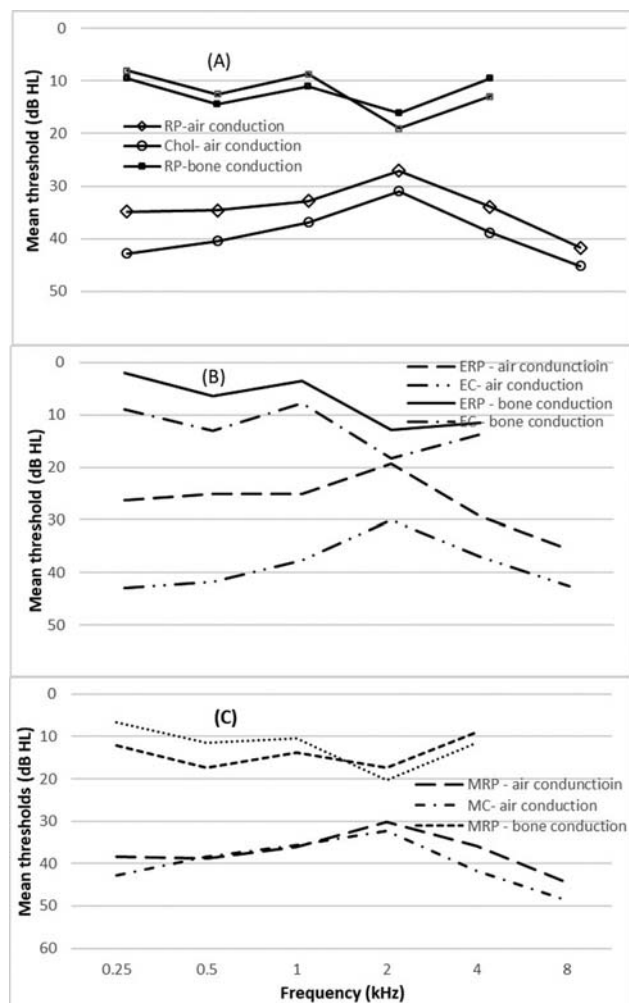 0
10
20
30
40
50
Mean threshold (dB HL)
(A)
RP-air conduction
Chol- air conduction
RP-bone conduction
0
10
20
30
40
50
Mean threshold (dB HL)
(B)
ERP - air condunctioin
EC- air conduction
ERP - bone conduction
EC - bone conduction
0
10
20
30
40
50
60
Mean thresholds (dB HL)
(C)
MRP - air condunctioin
MC- air conduction
MRP - bone conduction
0.25 0.5 1 2 4 8
Frequency (kHz)